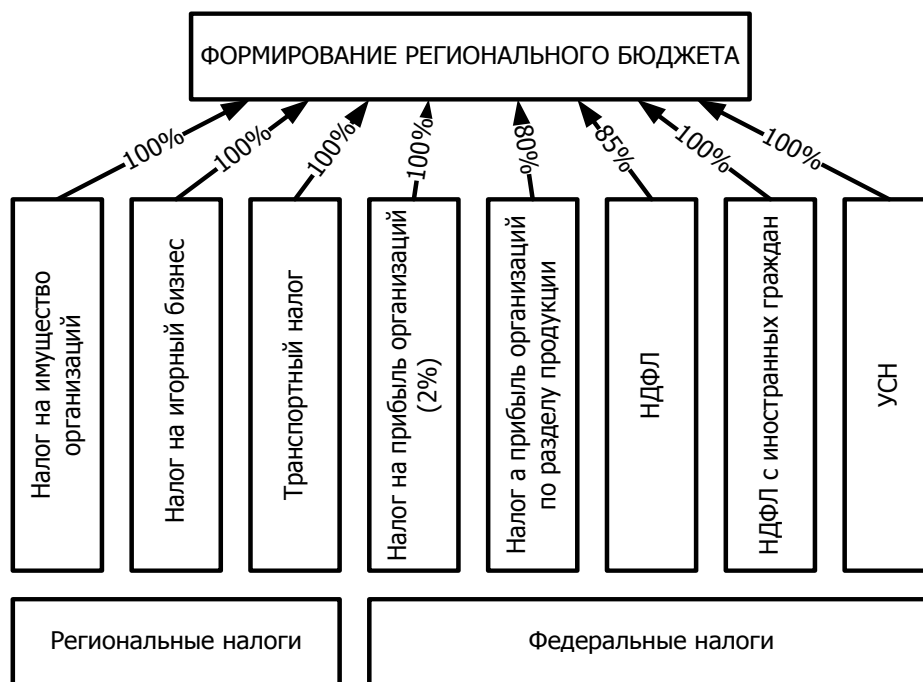 ФОРМИРОВАНИЕ РЕГИОНАЛЬНОГО БЮДЖЕТА
100%
100%
100%
100%
80%
85%
100%
100%
Налог на имущество
организаций
Налог на игорный бизнес
Транспортный налог
Налог на прибыль организаций
(2%)
Налог а прибыль организаций
по разделу продукции
НДФЛ
НДФЛ с иностранных граждан
УСН
Региональные налоги
Федеральные налоги